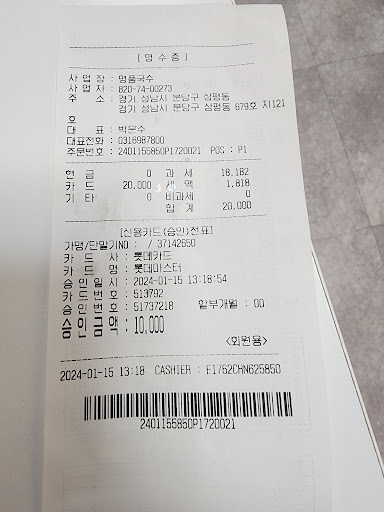 [ 영 수 증 ]
사 업 장 : 명품국수
사 업 자 : 820-74-00273
주 소 : 경기 성남시 분당구 삼평동
경기 성남시 분당구 삼평동 679호 지121
호
대 표 : 박문수
대표전화 : 0316987800
주문번호 : 2401155850P1720021 POS : P1
현 금 0 과 세 18,182
카 드 20,000 세 액 1,818
기 타 0 비과세 0
합 계 20,000
[신용카드(승인)전표]
가맹/단말기NO : / 37142650
카 드 사 : 롯데카드
카 드 명 : 롯데마스터
승 인 일 시 : 2024-01-15 13:18:54
카 드 번 호 : 513792
승 인 번 호 : 51737218 할부개월 : 00
승 인 금 액 : 10,000
<회원용>
2024-01-15 13:18 CASHIER : E1762CHN625850
2401155850P1720021